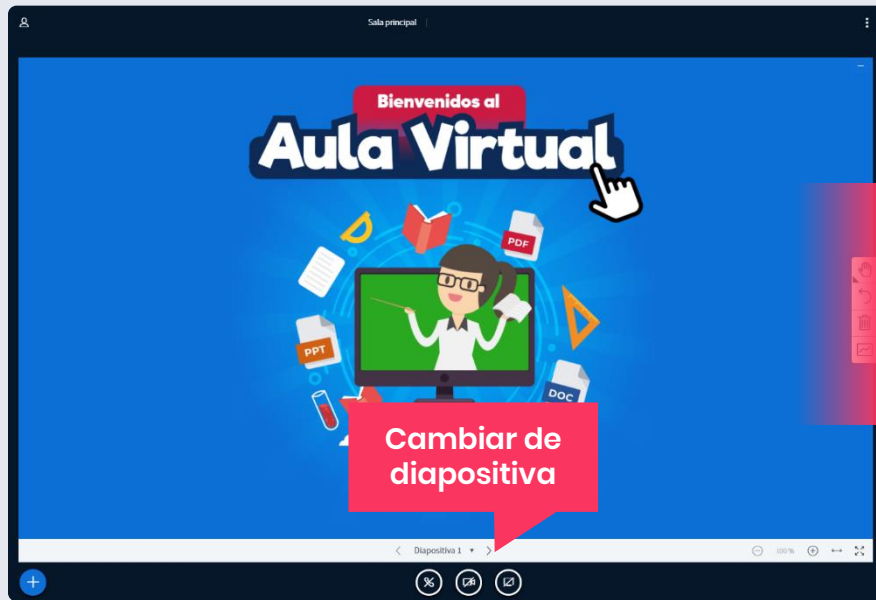 Sala principal
Bienvenidos al
Aula Virtual
PDF
PPT
DOC
Cambiar de
diapositiva
Diapositiva 1
100%